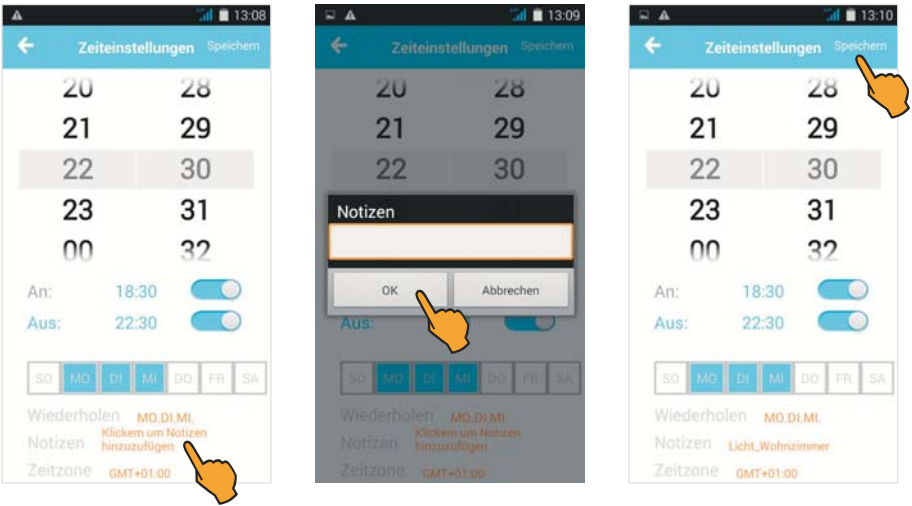 13:08
Zeiteinstellungen Speichern
20 28
21 29
22 30
23 31
00 32
An: 18:30
Aus: 22:30
SO MO DI MI DO FR SA
Wiederholen MO.DI.MI.
Notizen Klickem um Notizen
hinzuzufügen
Zeitzone GMT+01:00
13:09
Zeiteinstellungen Speichern
20 28
21 29
22 30
Notizen
OK Abbrechen
Aus:
SO MO DI MI DO FR SA
Wiederholen MO.DI.MI.
Notizen Klickem um Notizen
hinzuzufügen
Zeitzone GMT+01:00
13:10
Zeiteinstellungen Speichern
20 28
21 29
22 30
23 31
00 32
An: 18:30
Aus: 22:30
SO MO DI MI DO FR SA
Wiederholen MO.DI.MI.
Notizen Licht_Wohnzimmer
Zeitzone GMT+01:00